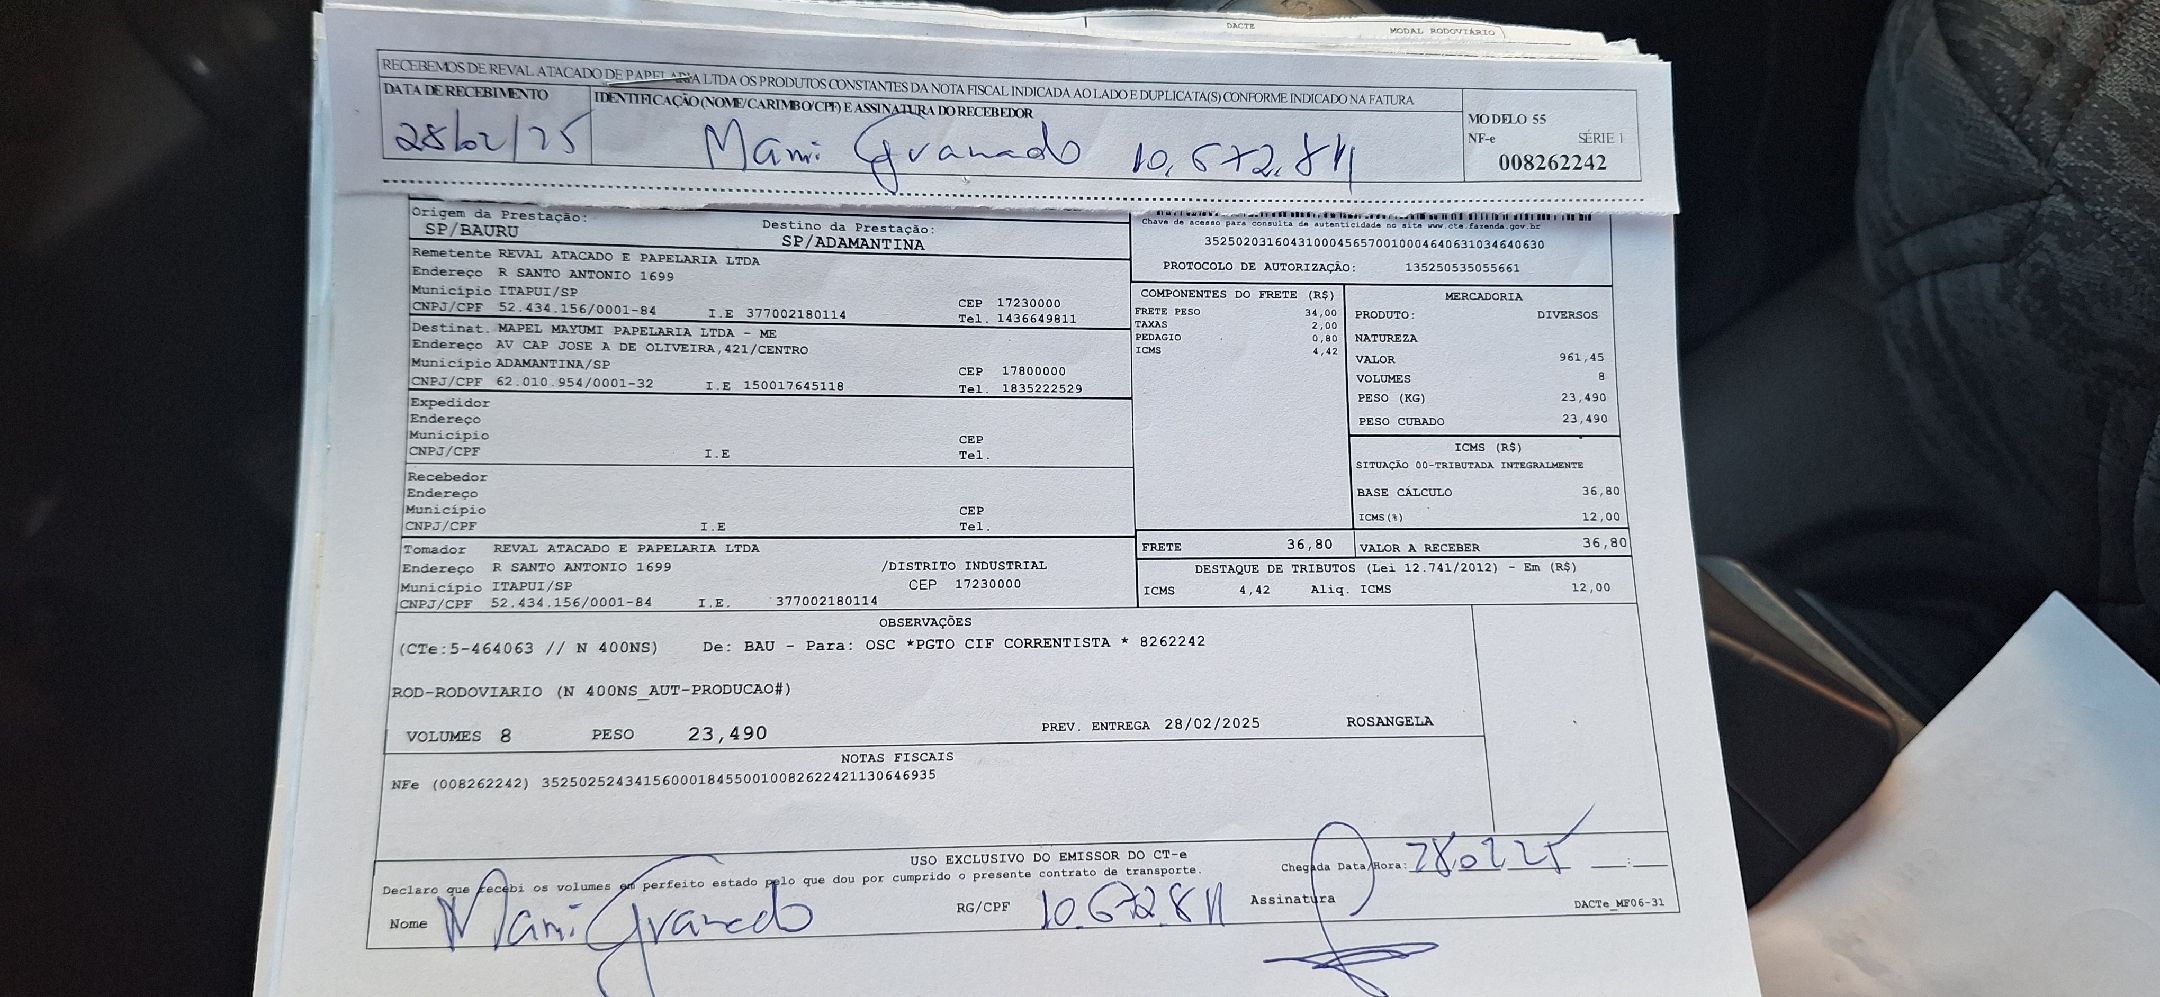 DACTE
MODAL RODOVIÁRIO
RECEBEMOS DE REVAL ATACADO DE PAPELARIA LTDA OS PRODUTOS CONSTANTES DA NOTA FISCAL INDICADA AO LADO E DUPLICATA(S) CONFORME INDICADO NA FATURA
DATA DE RECEBIMENTO
28/02/25
IDENTIFICAÇÃO (NOME/CARIMBO/CPF) E ASSINATURA DO RECEBEDOR
Mami Granado 10.672.811
MODELO 55
NF-e SÉRIE 1
008262242
Origem da Prestação:
SP/BAURU
Destino da Prestação:
SP/ADAMANTINA
Chave de acesso para consulta de autenticidade no site www.cte.fazenda.gov.br
35250203160431000456570010004640631034640630
PROTOCOLO DE AUTORIZAÇÃO: 135250535055661
Remetente REVAL ATACADO E PAPELARIA LTDA
Endereço R SANTO ANTONIO 1699
Município ITAPUI/SP CEP 17230000
CNPJ/CPF 52.434.156/0001-84 I.E 377002180114 Tel. 1436649811
Destinat. MAPEL MAYUMI PAPELARIA LTDA - ME
Endereço AV CAP JOSE A DE OLIVEIRA,421/CENTRO
Município ADAMANTINA/SP CEP 17800000
CNPJ/CPF 62.010.954/0001-32 I.E 150017645118 Tel. 1835222529
Expedidor
Endereço
Município CEP
CNPJ/CPF I.E Tel.
Recebedor
Endereço
Município CEP
CNPJ/CPF I.E Tel.
Tomador REVAL ATACADO E PAPELARIA LTDA
Endereço R SANTO ANTONIO 1699 /DISTRITO INDUSTRIAL
Município ITAPUI/SP CEP 17230000
CNPJ/CPF 52.434.156/0001-84 I.E. 377002180114
COMPONENTES DO FRETE (R$)
FRETE PESO 34,00
TAXAS 2,00
PEDAGIO 0,80
ICMS 4,42
FRETE 36,80
MERCADORIA
PRODUTO: DIVERSOS
NATUREZA
VALOR 961,45
VOLUMES 8
PESO (KG) 23,490
PESO CUBADO 23,490
ICMS (R$)
SITUAÇÃO 00-TRIBUTADA INTEGRALMENTE
BASE CÁLCULO 36,80
ICMS(%) 12,00
VALOR A RECEBER 36,80
DESTAQUE DE TRIBUTOS (Lei 12.741/2012) - Em (R$)
ICMS 4,42 Aliq. ICMS 12,00
OBSERVAÇÕES
(CTe:5-464063 // N 400NS) De: BAU - Para: OSC *PGTO CIF CORRENTISTA * 8262242
ROD-RODOVIARIO (N 400NS_AUT-PRODUCAO#)
VOLUMES 8 PESO 23,490 PREV. ENTREGA 28/02/2025 ROSANGELA
NOTAS FISCAIS
NFe (008262242) 35250252434156000184550010082622421130646935
USO EXCLUSIVO DO EMISSOR DO CT-e
Declaro que recebi os volumes em perfeito estado pelo que dou por cumprido o presente contrato de transporte.
Chegada Data/Hora: 28 02 25 __:__
Nome Mami Granado RG/CPF 10.672.811 Assinatura
DACTe_MF06-31